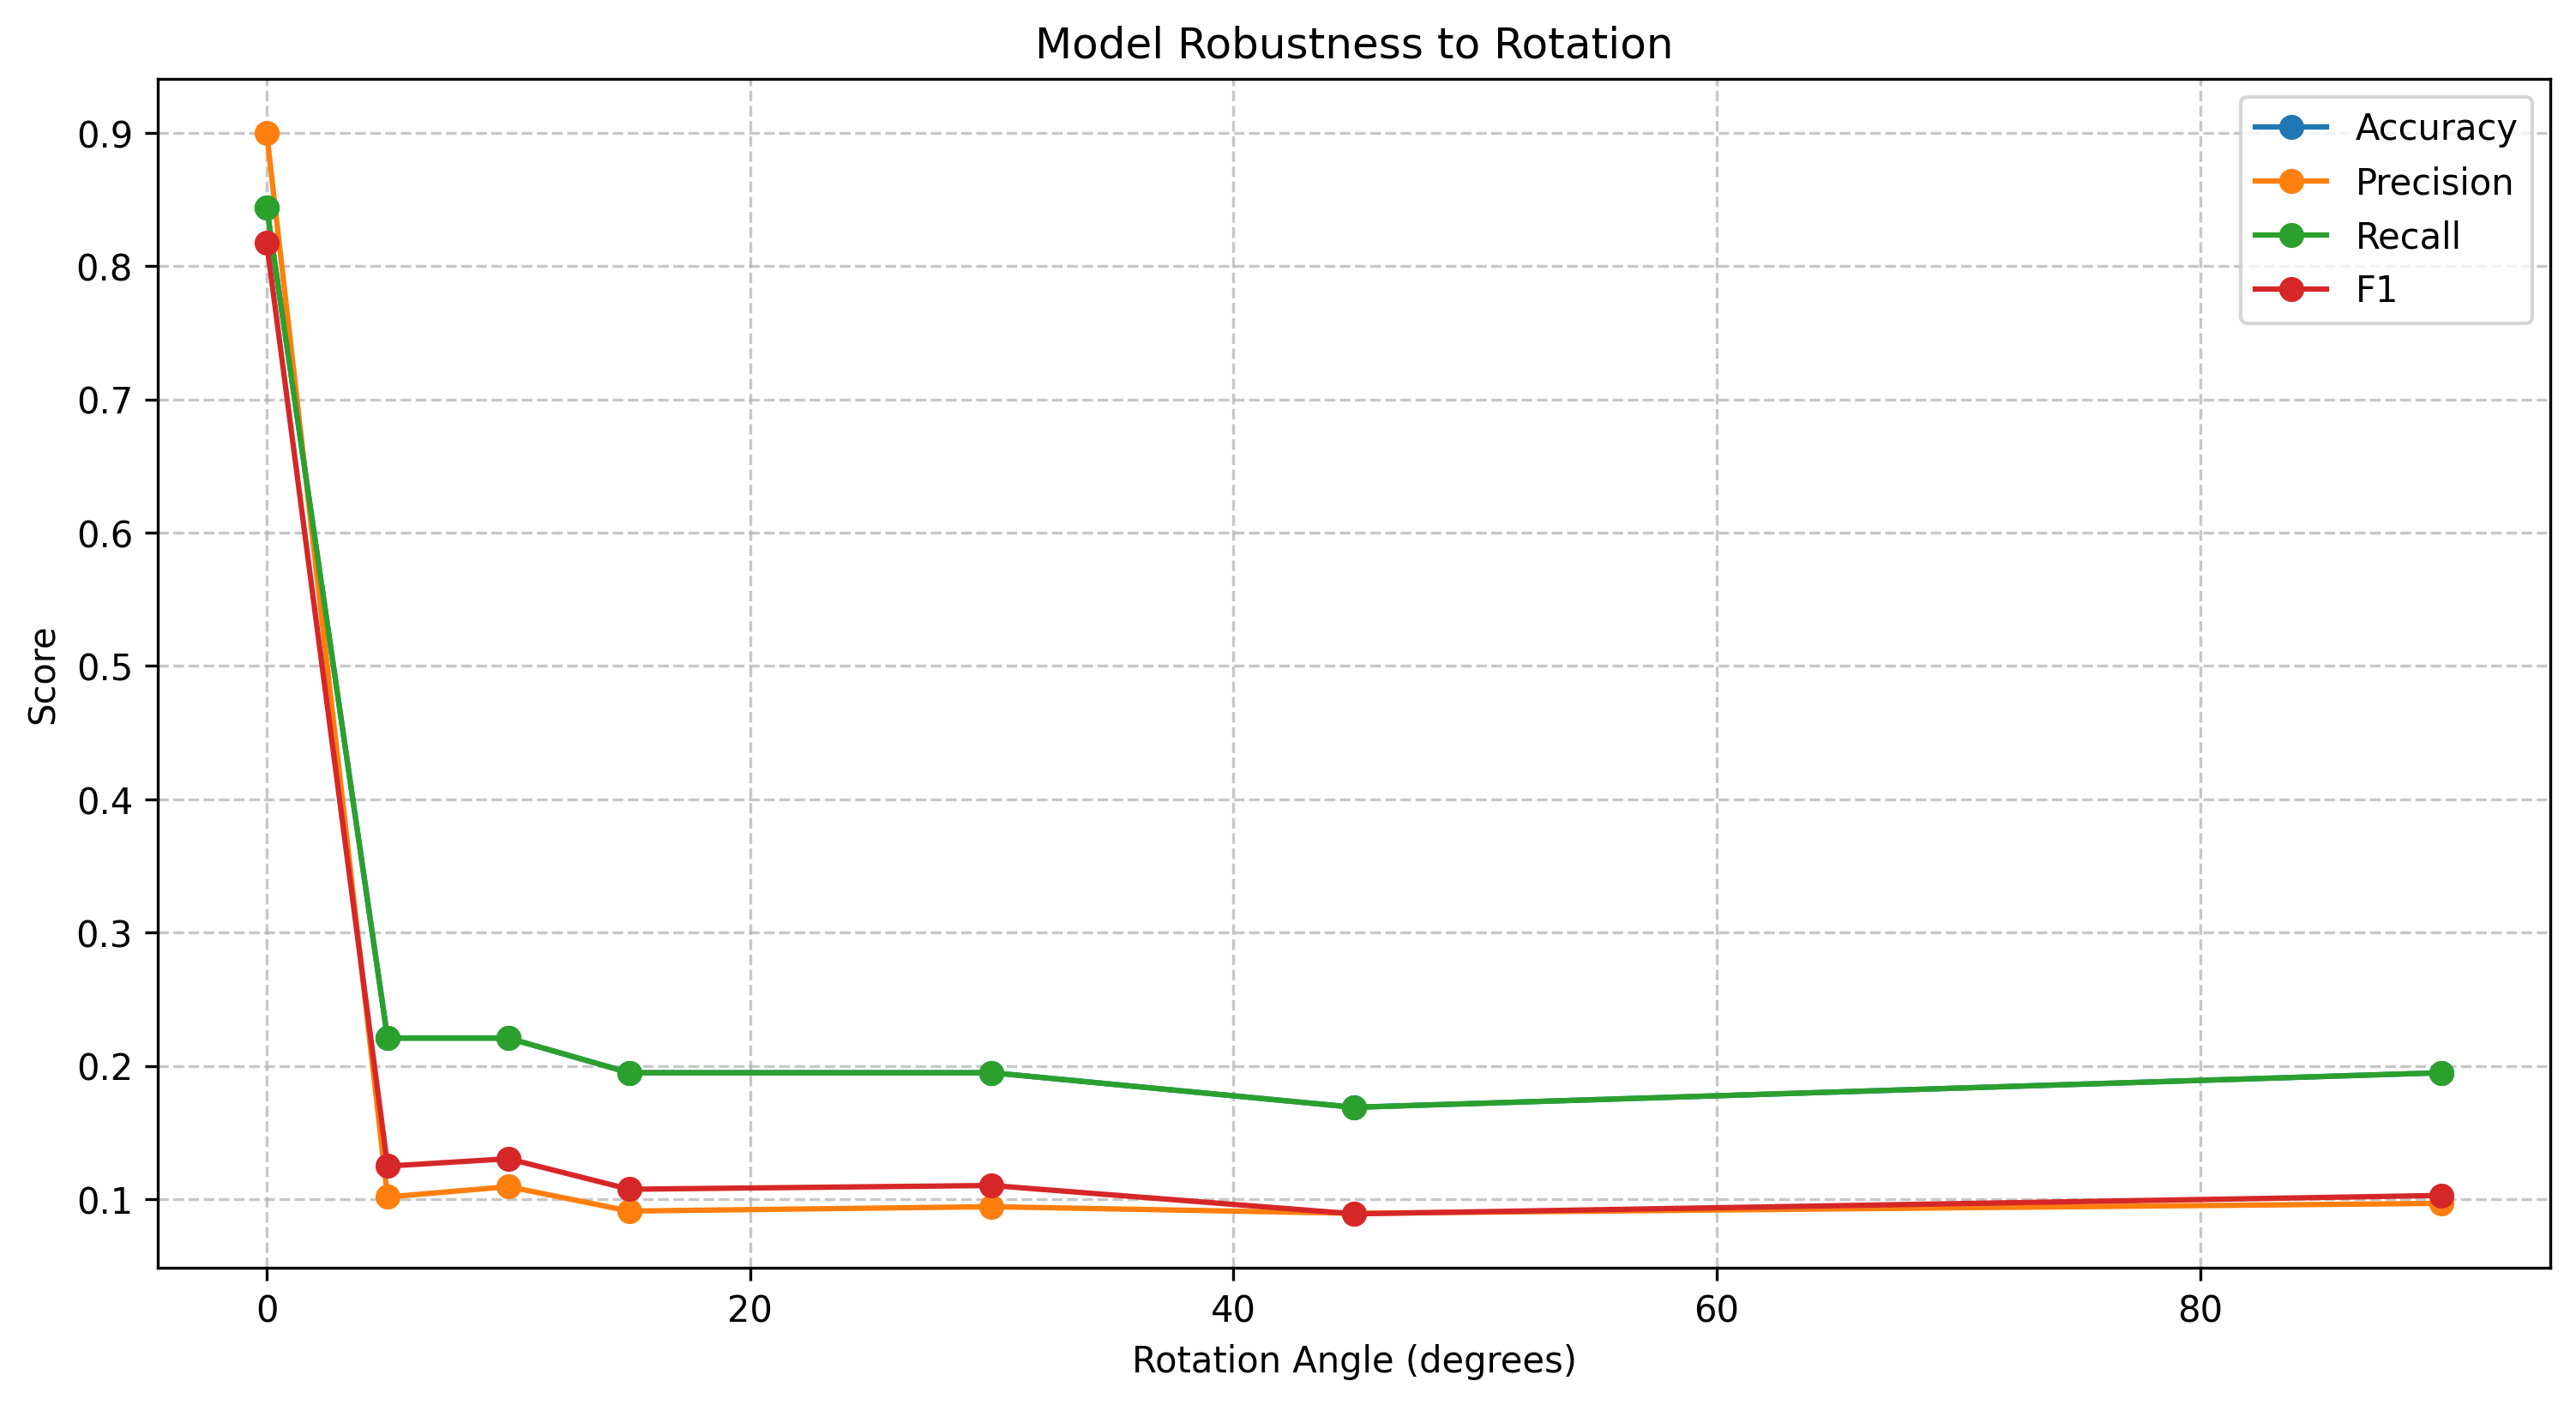 Model Robustness to Rotation
Accuracy
Precision
Recall
F1
0.9
0.8
0.7
0.6
0.5
0.4
0.3
0.2
0.1
Score
0 20 40 60 80
Rotation Angle (degrees)